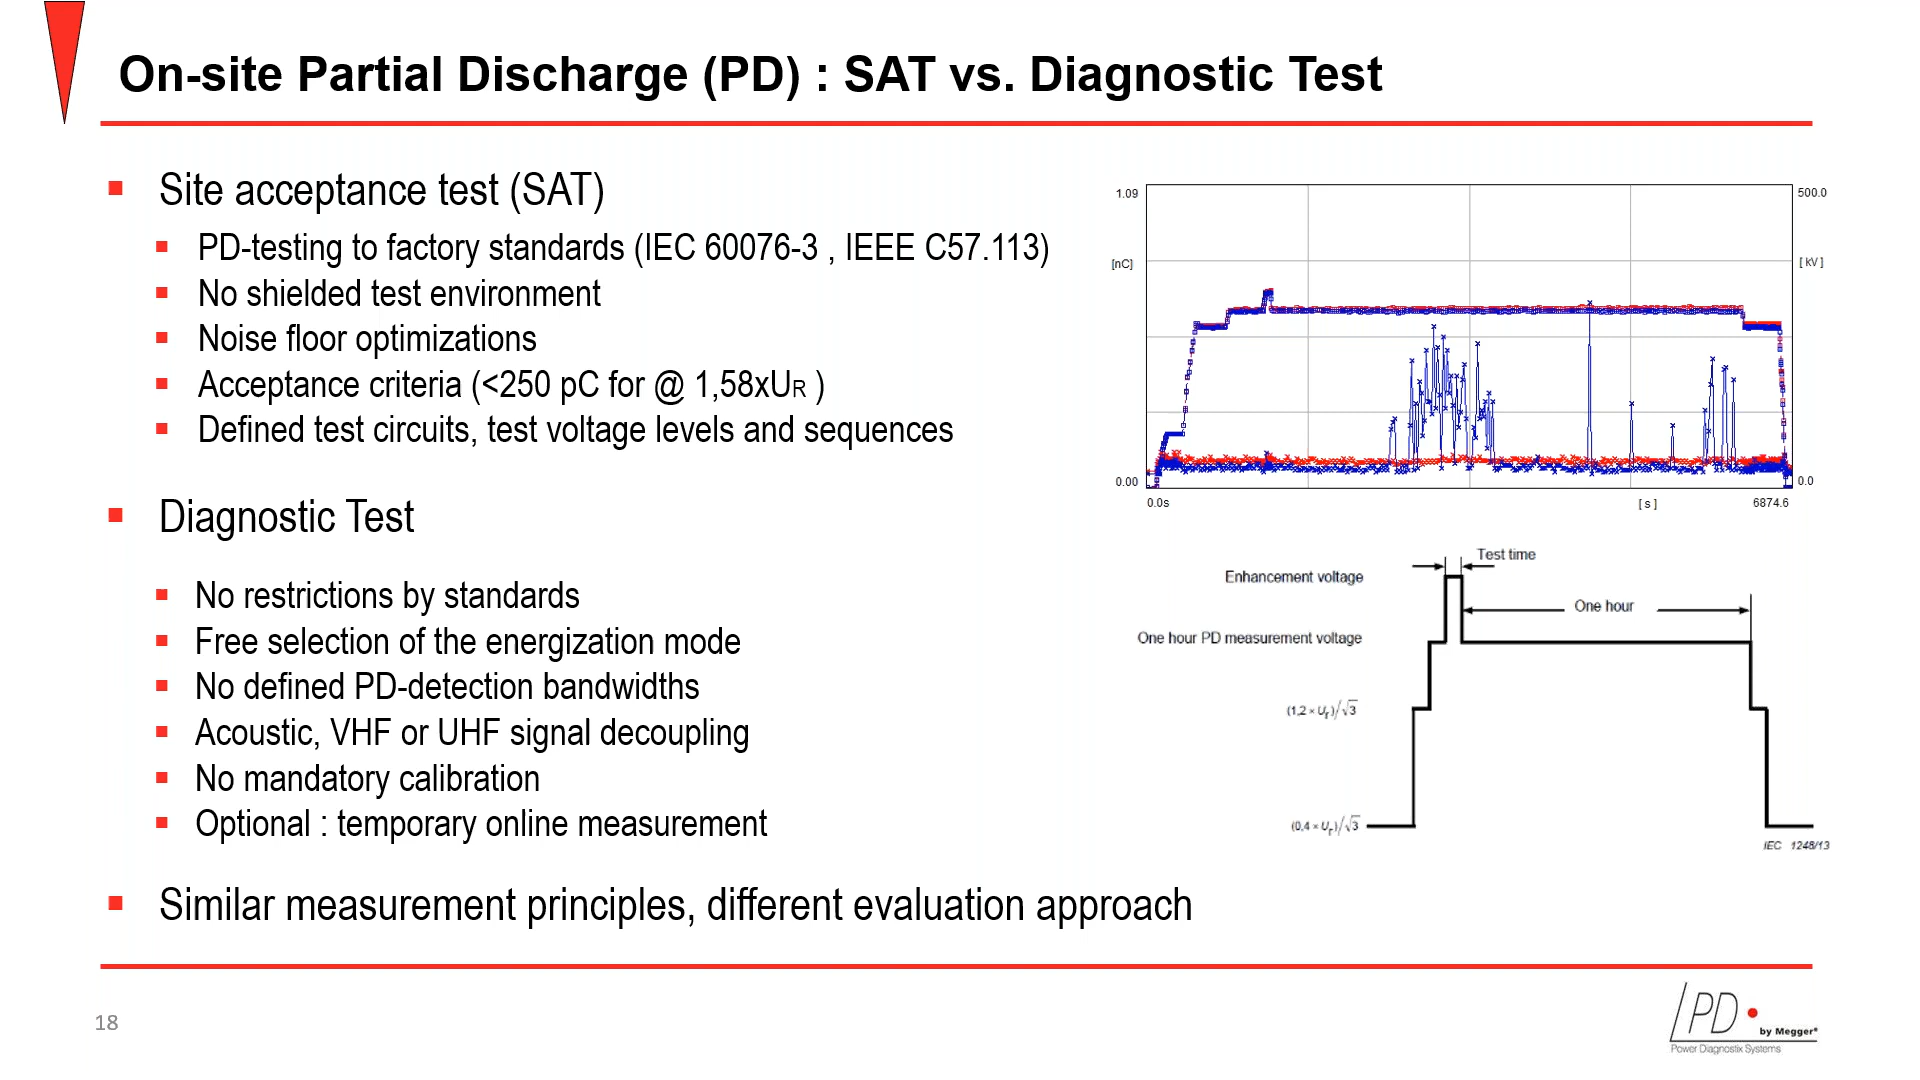 On-site Partial Discharge (PD) : SAT vs. Diagnostic Test
Site acceptance test (SAT)
PD-testing to factory standards (IEC 60076-3 , IEEE C57.113)
No shielded test environment
Noise floor optimizations
Acceptance criteria (<250 pC for @ 1,58xUR )
Defined test circuits, test voltage levels and sequences
Diagnostic Test
No restrictions by standards
Free selection of the energization mode
No defined PD-detection bandwidths
Acoustic, VHF or UHF signal decoupling
No mandatory calibration
Optional : temporary online measurement
Similar measurement principles, different evaluation approach
1.09
500.0
[nC]
[ kV ]
0.00
0.0
0.0s
[ s ]
6874.6
Test time
Enhancement voltage
One hour
One hour PD measurement voltage
(1,2 × Ur)/√3
(0,4 × Ur)/√3
IEC 1248/13
18
PD
by Megger®
Power Diagnostix Systems